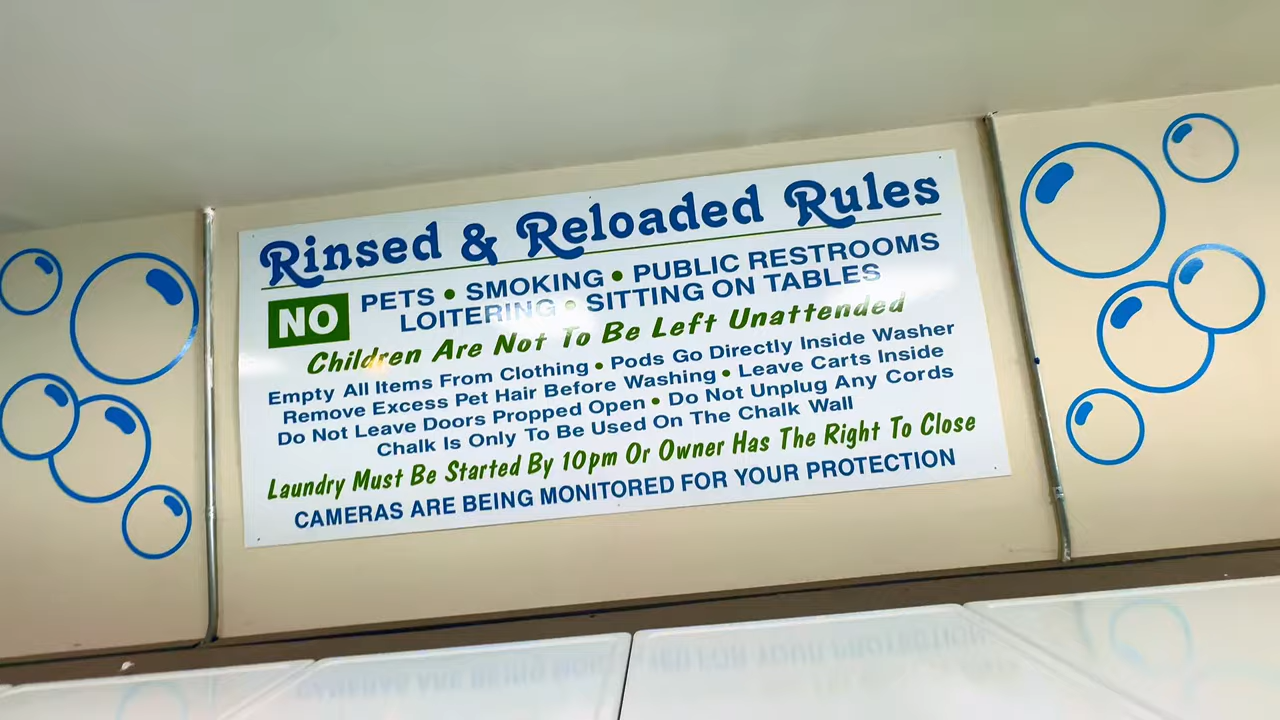 Rinsed & Reloaded Rules
NO PETS • SMOKING • PUBLIC RESTROOMS
LOITERING • SITTING ON TABLES
Children Are Not To Be Left Unattended
Empty All Items From Clothing • Pods Go Directly Inside Washer
Remove Excess Pet Hair Before Washing • Leave Carts Inside
Do Not Leave Doors Propped Open • Do Not Unplug Any Cords
Chalk Is Only To Be Used On The Chalk Wall
Laundry Must Be Started By 10pm Or Owner Has The Right To Close
CAMERAS ARE BEING MONITORED FOR YOUR PROTECTION